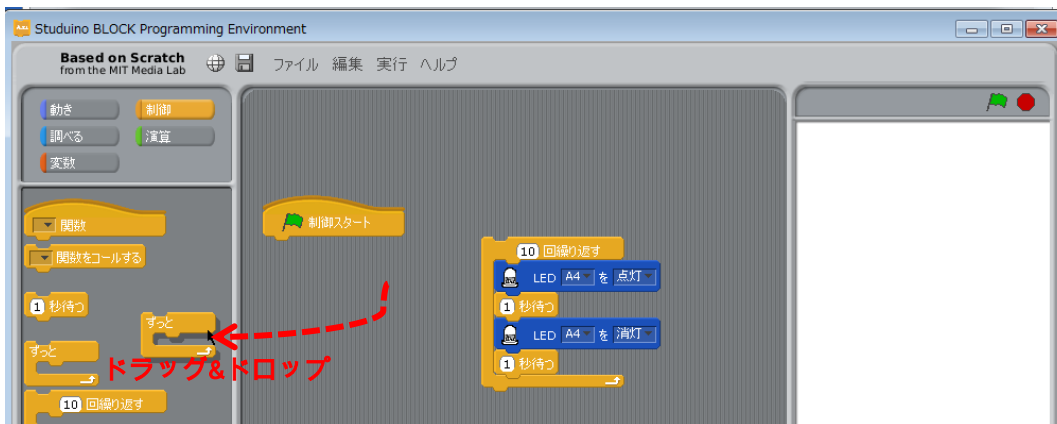 Studuino BLOCK Programming Environment
Based on Scratch
from the MIT Media Lab
ファイル 編集 実行 ヘルプ
動き 制御
調べる 演算
変数
関数
関数をコールする
1 秒待つ
ずっと
ずっと
10 回繰り返す
ドラッグ&ドロップ
制御スタート
10 回繰り返す
LED A4 を 点灯
1 秒待つ
LED A4 を 消灯
1 秒待つ